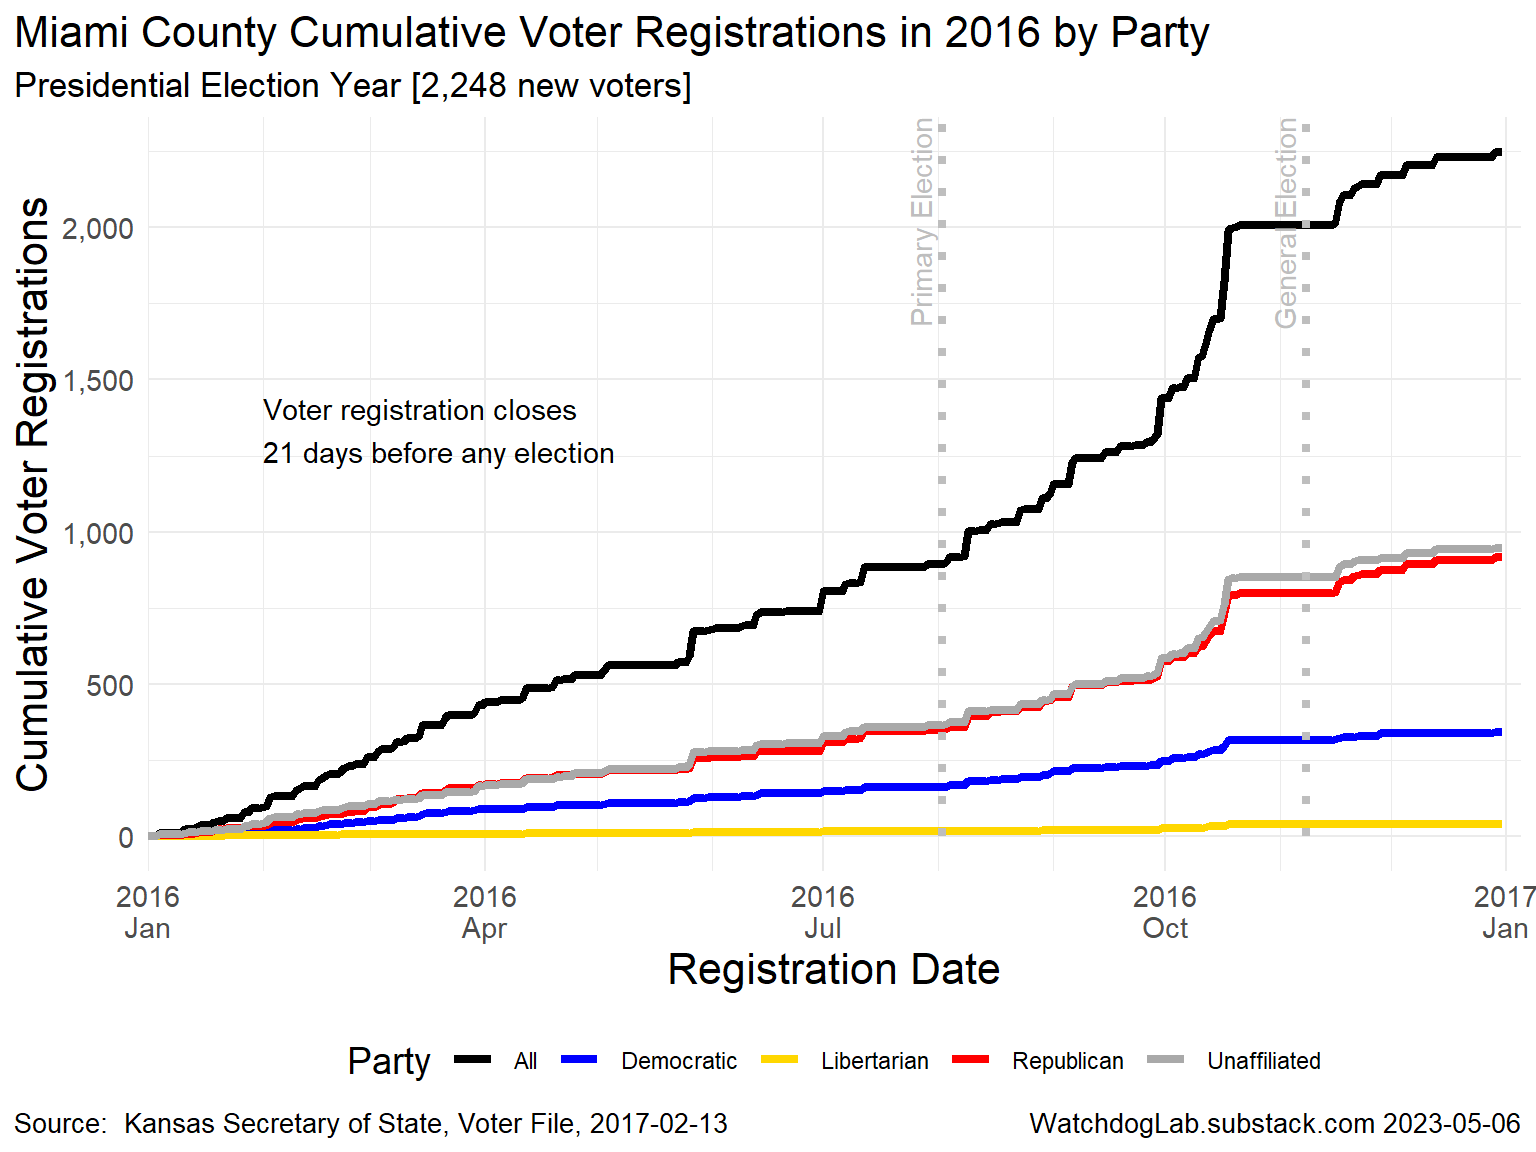 Miami County Cumulative Voter Registrations in 2016 by Party
Presidential Election Year [2,248 new voters]
Cumulative Voter Registrations
2,000
1,500
1,000
500
0
Primary Election
General Election
Voter registration closes
21 days before any election
2016 2016 2016 2016 2017
Jan Apr Jul Oct Jan
Registration Date
Party All Democratic Libertarian Republican Unaffiliated
Source:  Kansas Secretary of State, Voter File, 2017-02-13
WatchdogLab.substack.com 2023-05-06